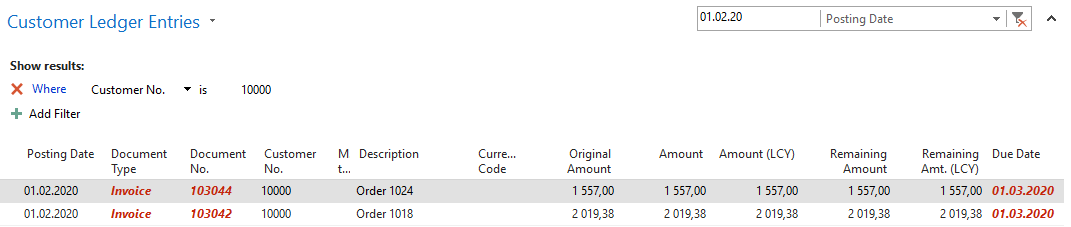 Customer Ledger Entries
01.02.20 Posting Date
Show results:
Where Customer No. is 10000
Add Filter
Posting Date Document Type Document No. Customer No. M t... Description Curre... Code Original Amount Amount Amount (LCY) Remaining Amount Remaining Amt. (LCY) Due Date
01.02.2020 Invoice 103044 10000 Order 1024 1 557,00 1 557,00 1 557,00 1 557,00 1 557,00 01.03.2020
01.02.2020 Invoice 103042 10000 Order 1018 2 019,38 2 019,38 2 019,38 2 019,38 2 019,38 01.03.2020